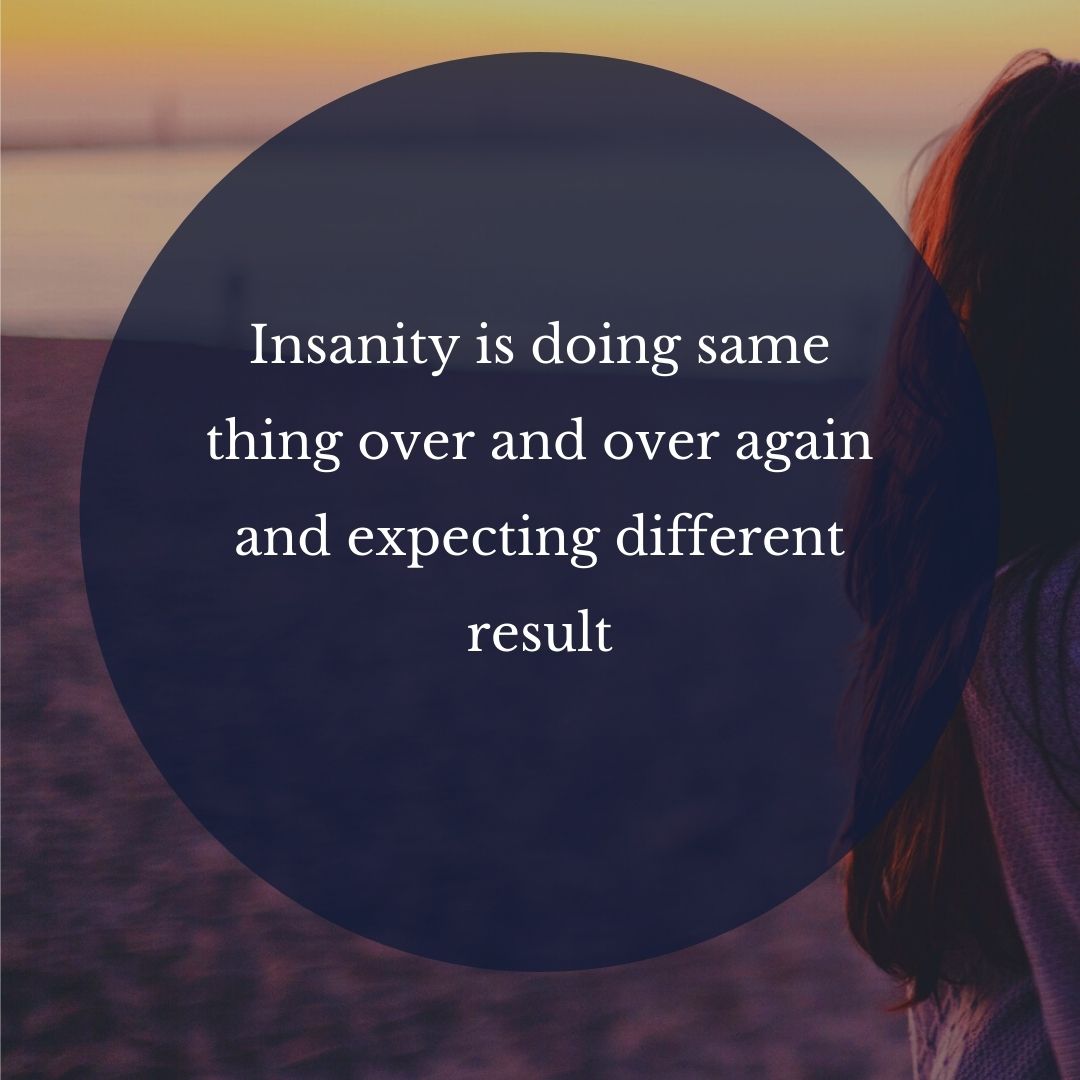 Insanity is doing same
thing over and over again
and expecting different
result